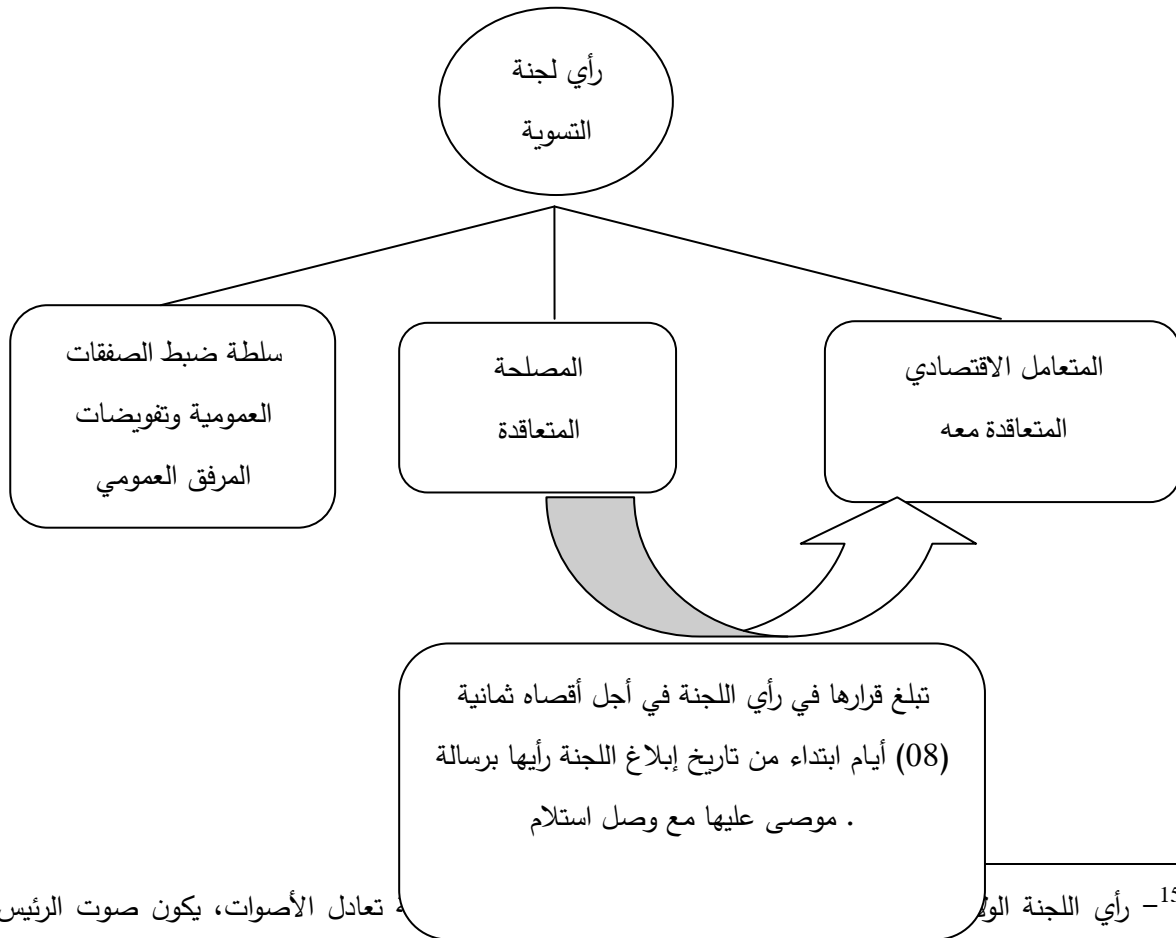 رأي لجنة
التسوية
المتعامل الاقتصادي
المتعاقدة معه
المصلحة
المتعاقدة
سلطة ضبط الصفقات
العمومية وتفويضات
المرفق العمومي
تبلغ قرارها في رأي اللجنة في أجل أقصاه ثمانية
(08) أيام ابتداء من تاريخ إبلاغ اللجنة رأيها برسالة
موصى عليها مع وصل استلام .
15- رأي اللجنة تعادل الأصوات، يكون صوت الرئيس